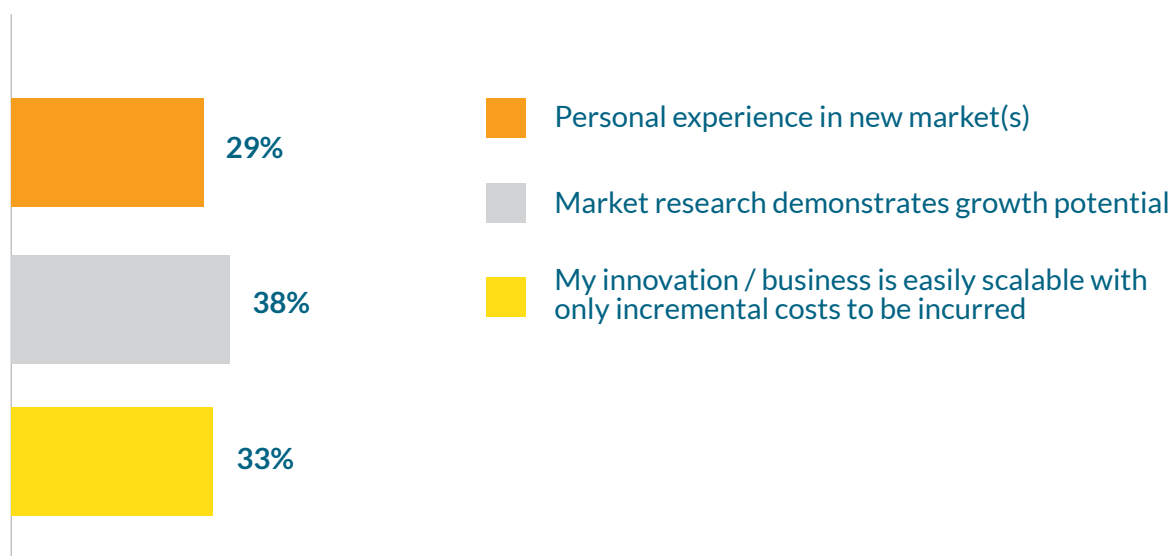 29%
38%
33%
Personal experience in new market(s)
Market research demonstrates growth potential
My innovation / business is easily scalable with
only incremental costs to be incurred